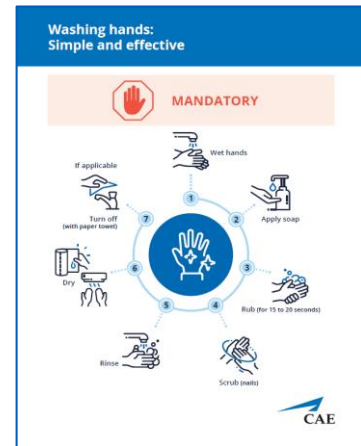 Washing hands:
Simple and effective
MANDATORY
1
Wet hands
2
Apply soap
3
Rub (for 15 to 20 seconds)
4
Scrub (nails)
5
Rinse
6
Dry
7
If applicable
Turn off
(with paper towel)
CAE